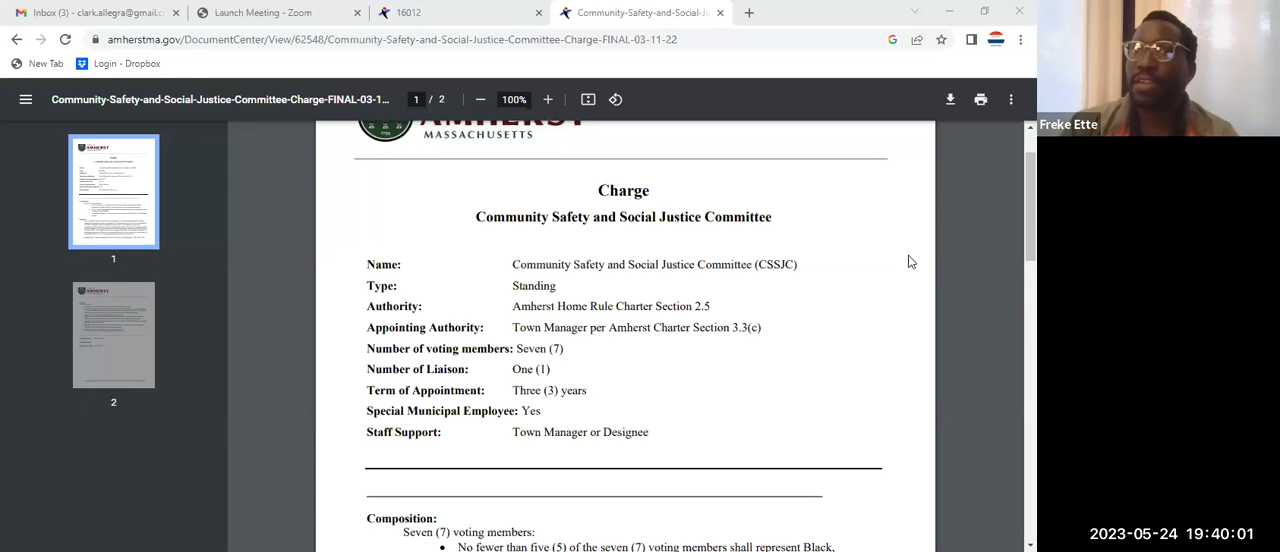 Inbox (3) - clark.allegra@gmail.c
Launch Meeting - Zoom
16012
Community-Safety-and-Social-Ju
amherstma.gov/DocumentCenter/View/62548/Community-Safety-and-Social-Justice-Committee-Charge-FINAL-03-11-22
New Tab
Login - Dropbox
Community-Safety-and-Social-Justice-Committee-Charge-FINAL-03-1...
1 / 2
100%
Freke Ette
AMHERST
MASSACHUSETTS
Charge
Community Safety and Social Justice Committee
Name: Community Safety and Social Justice Committee (CSSJC)
Type: Standing
Authority: Amherst Home Rule Charter Section 2.5
Appointing Authority: Town Manager per Amherst Charter Section 3.3(c)
Number of voting members: Seven (7)
Number of Liaison: One (1)
Term of Appointment: Three (3) years
Special Municipal Employee: Yes
Staff Support: Town Manager or Designee
Composition:
Seven (7) voting members:
• No fewer than five (5) of the seven (7) voting members shall represent Black,
1
2
2023-05-24 19:40:01